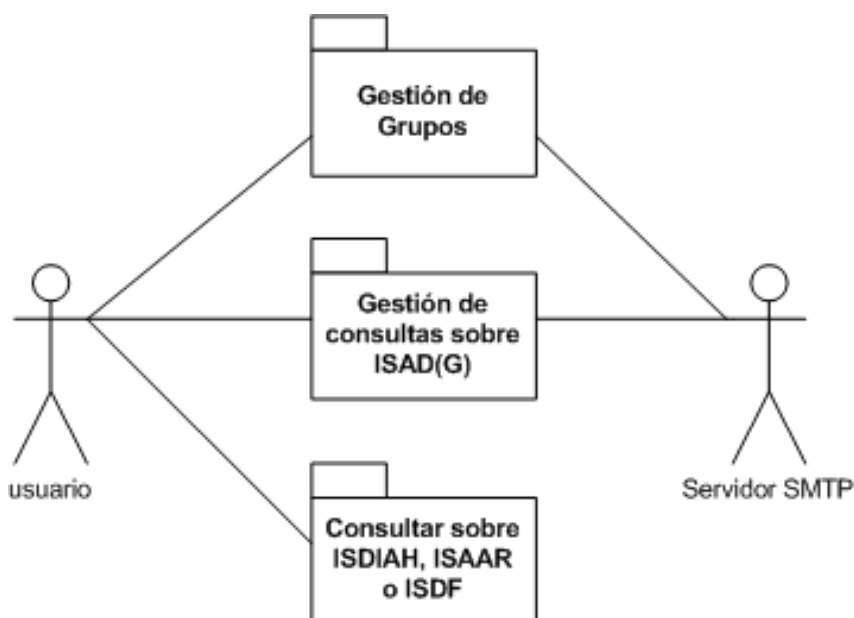 Gestión de
Grupos
Gestión de
consultas sobre
ISAD(G)
usuario
Servidor SMTP
Consultar sobre
ISDIAH, ISAAR
o ISDF